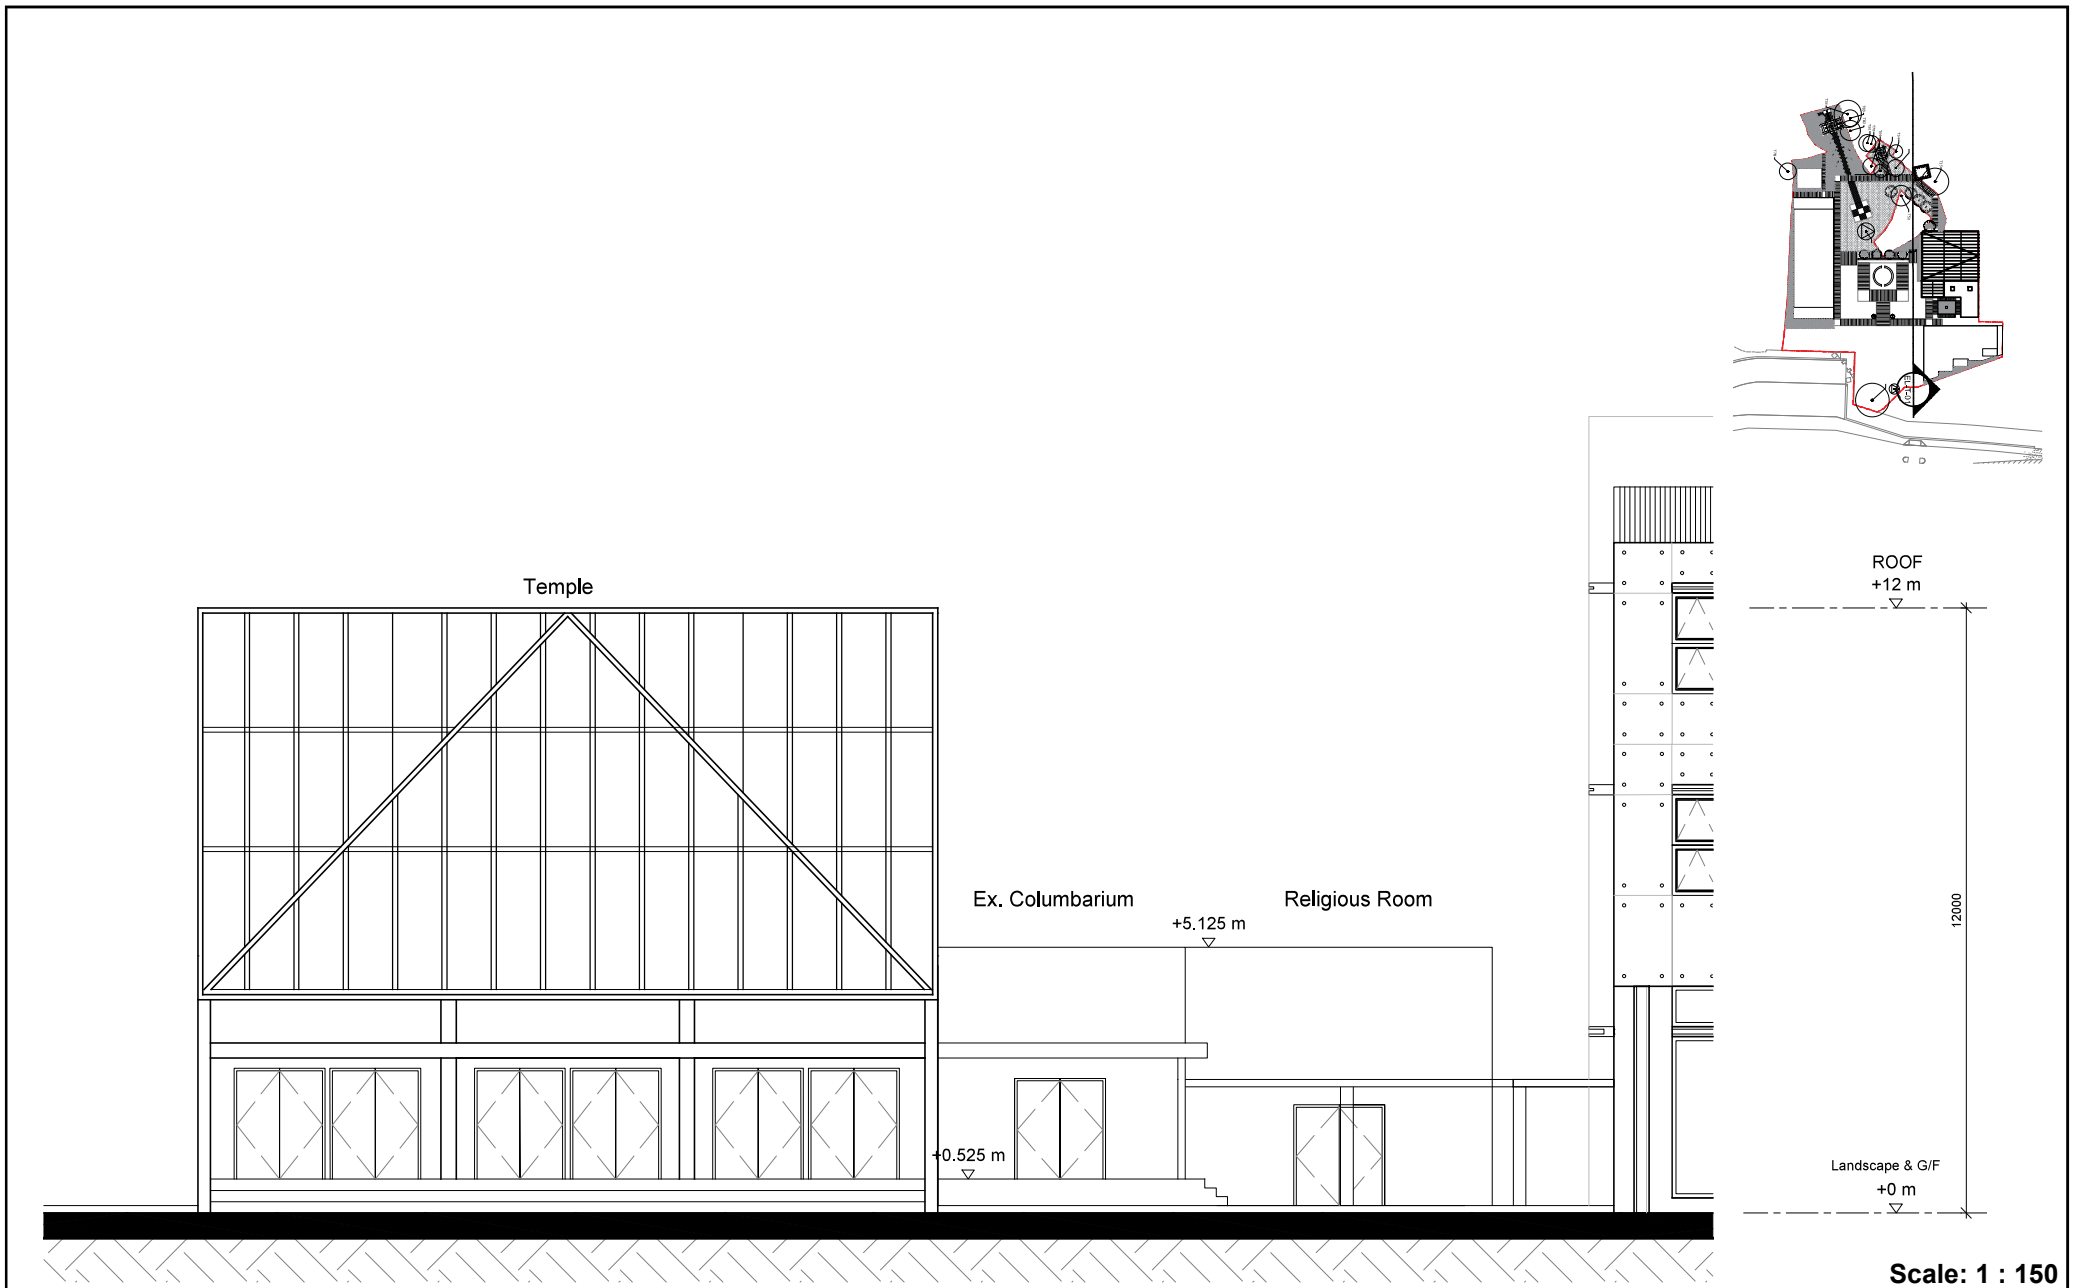 ROOF
+12 m
Temple
Ex. Columbarium
Religious Room
+5.125 m
12000
+0.525 m
Landscape & G/F
+0 m
Scale: 1 : 150